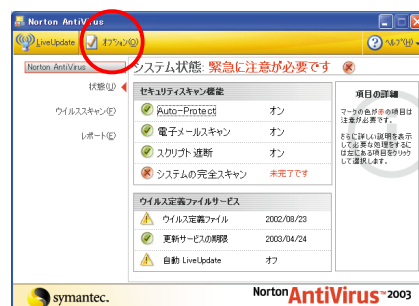 Norton AntiVirus
LiveUpdate オプション(O) ヘルプ(H)
Norton AntiVirus
状態(U)
ウイルススキャン(F)
レポート(E)
システム状態: 緊急に注意が必要です
セキュリティスキャン機能
Auto-Protect オン
電子メールスキャン オン
スクリプト遮断 オン
システムの完全スキャン 未完了です
ウイルス定義ファイルサービス
ウイルス定義ファイル 2002/08/23
更新サービスの期限 2003/04/24
自動 LiveUpdate オフ
項目の詳細
マークの色が赤の項目は
注意が必要です。
さらに詳しい説明を表示
して必要な処理をするに
は左にある項目をクリック
して選択します。
symantec.
Norton AntiVirus™ 2003